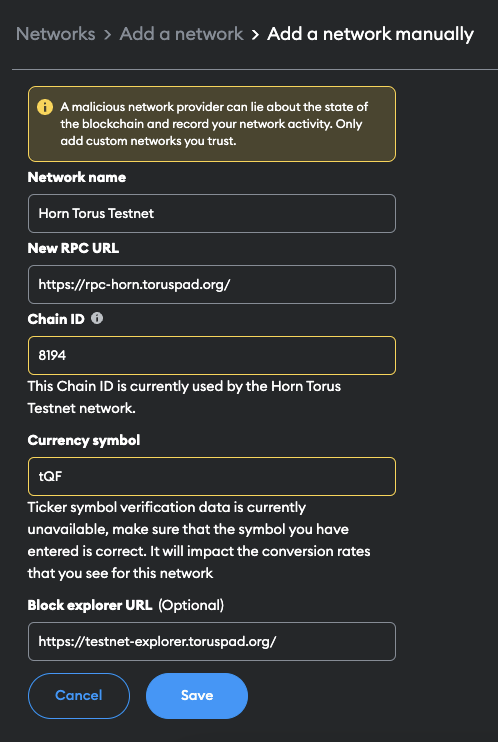 Networks > Add a network > Add a network manually
A malicious network provider can lie about the state of
the blockchain and record your network activity. Only
add custom networks you trust.
Network name
Horn Torus Testnet
New RPC URL
https://rpc-horn.toruspad.org/
Chain ID
8194
This Chain ID is currently used by the Horn Torus
Testnet network.
Currency symbol
tQF
Ticker symbol verification data is currently
unavailable, make sure that the symbol you have
entered is correct. It will impact the conversion rates
that you see for this network
Block explorer URL (Optional)
https://testnet-explorer.toruspad.org/
Cancel Save